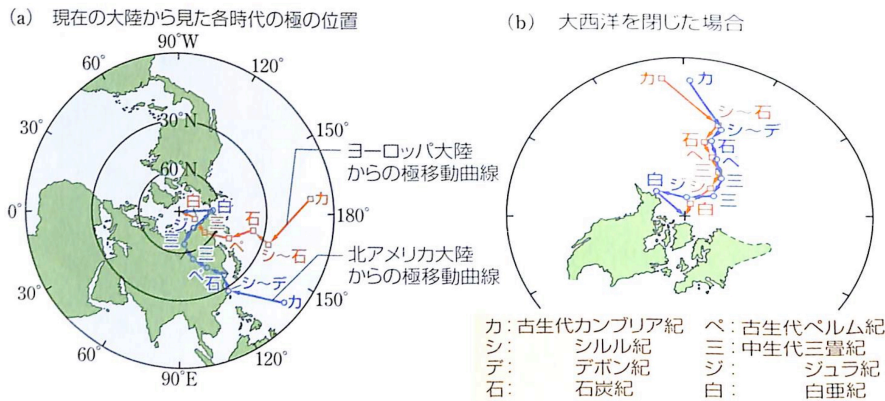 (a) 現在の大陸から見た各時代の極の位置
90°W
60°
120°
30°
30°N
150°
60°N
0°
180°
30°
150°
60°
120°
90°E
白
白
三
三
三
ペ
ペ
石
石
シ～石
シ～デ
カ
カ
ヨーロッパ大陸
からの極移動曲線
北アメリカ大陸
からの極移動曲線
(b) 大西洋を閉じた場合
カ
カ
シ～石
シ～デ
石
石
ペ
ペ
三
三
三
ジ
ジ
白
白
カ：古生代カンブリア紀
シ： シルル紀
デ： デボン紀
石： 石炭紀
ペ：古生代ペルム紀
三：中生代三畳紀
ジ： ジュラ紀
白： 白亜紀